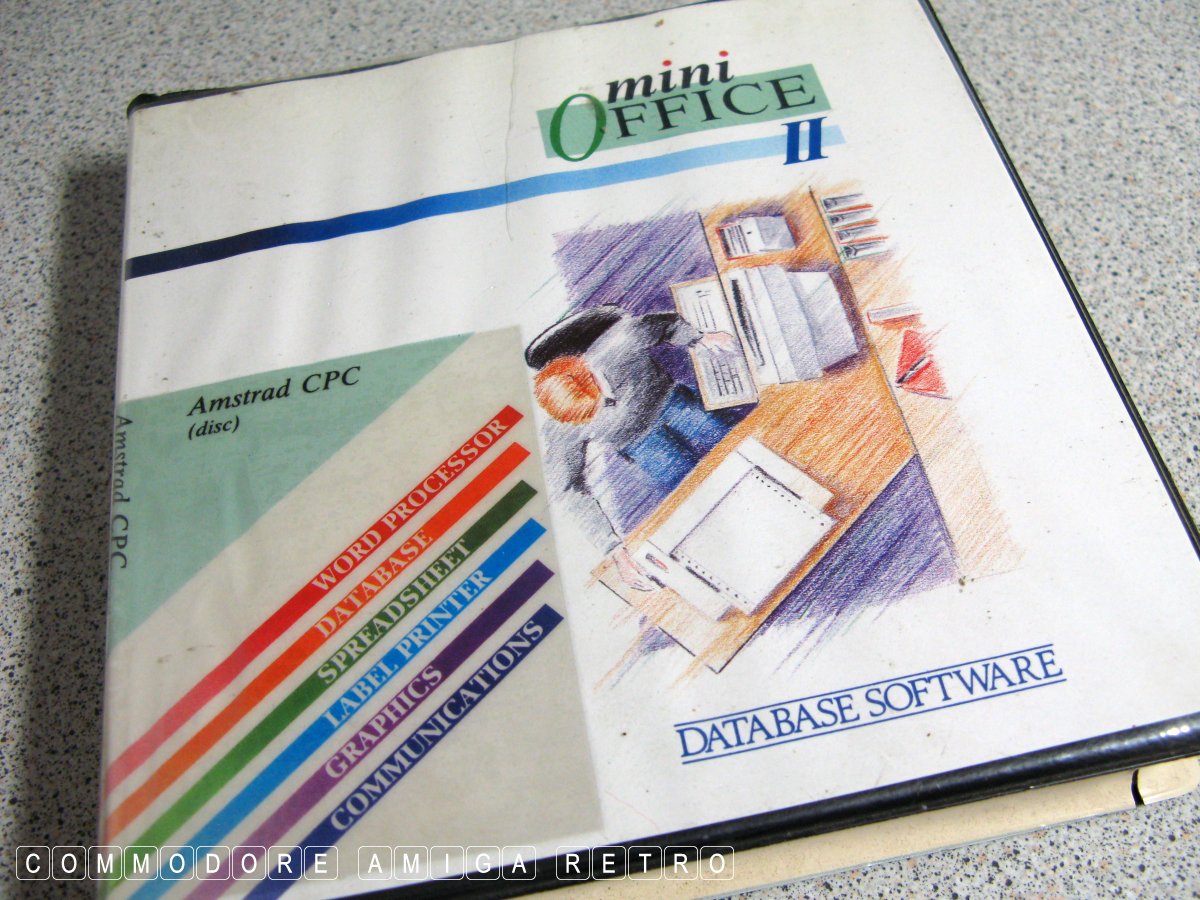 mini
OFFICE
II
Amstrad CPC
(disc)
Amstrad CPC
WORD PROCESSOR
DATABASE
SPREADSHEET
LABEL PRINTER
GRAPHICS
COMMUNICATIONS
DATABASE SOFTWARE
COMMODORE AMIGA RETRO